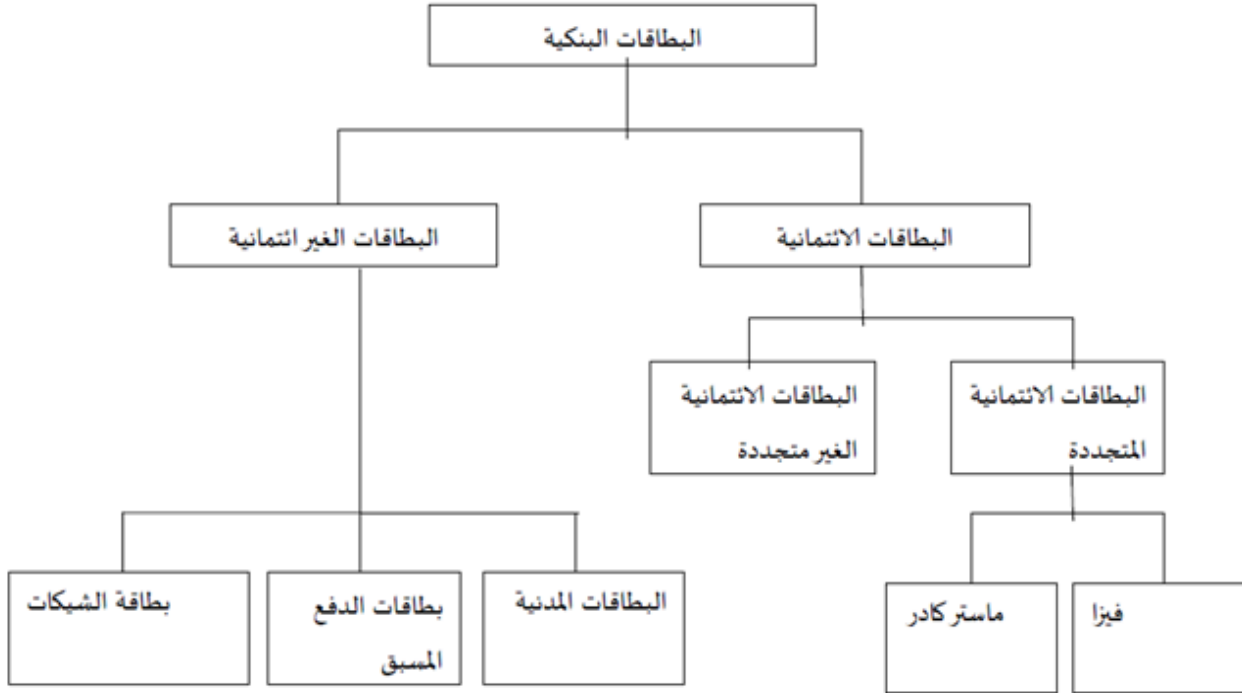 البطاقات البنكية
البطاقات الائتمانية
البطاقات الغير ائتمانية
البطاقات الائتمانية
المتجددة
البطاقات الائتمانية
الغير متجددة
فيزا
ماستر كادر
البطاقات المدنية
بطاقات الدفع
المسبق
بطاقة الشيكات